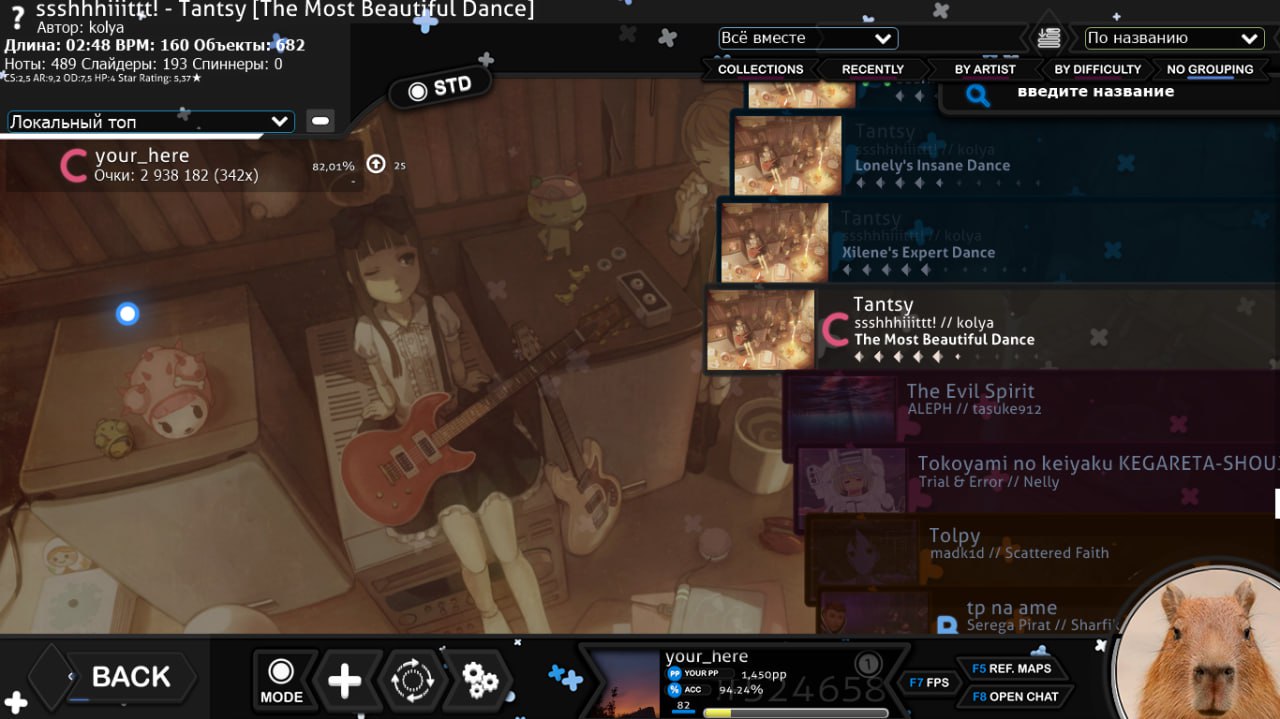 ?
ssshhhiiittt! - Tantsy [The Most Beautiful Dance]
Автор: kolya
Длина: 02:48 BPM: 160 Объекты: 682
Ноты: 489 Слайдеры: 193 Спиннеры: 0
CS:2,5 AR:9,2 OD:7,5 HP:4 Star Rating: 5,37★
Локальный топ
STD
Всё вместе
По названию
COLLECTIONS
RECENTLY
BY ARTIST
BY DIFFICULTY
NO GROUPING
введите название
C
your_here
Очки: 2 938 182 (342x)
82,01%
-
25
Tantsy
ssshhhiiittt! // kolya
Lonely's Insane Dance
Tantsy
ssshhhiiittt! // kolya
Xilene's Expert Dance
C
Tantsy
ssshhhiiittt! // kolya
The Most Beautiful Dance
The Evil Spirit
ALEPH // tasuke912
Tokoyami no keiyaku KEGARETA-SHOUJ
Trial & Error // Nelly
Tolpy
madk1d // Scattered Faith
tp na ame
Serega Pirat // Sharfi
BACK
MODE
your_here
1
PP YOUR PP 1,450pp
% ACC 94.24%
82
#324658
F7 FPS
F5 REF. MAPS
F8 OPEN CHAT